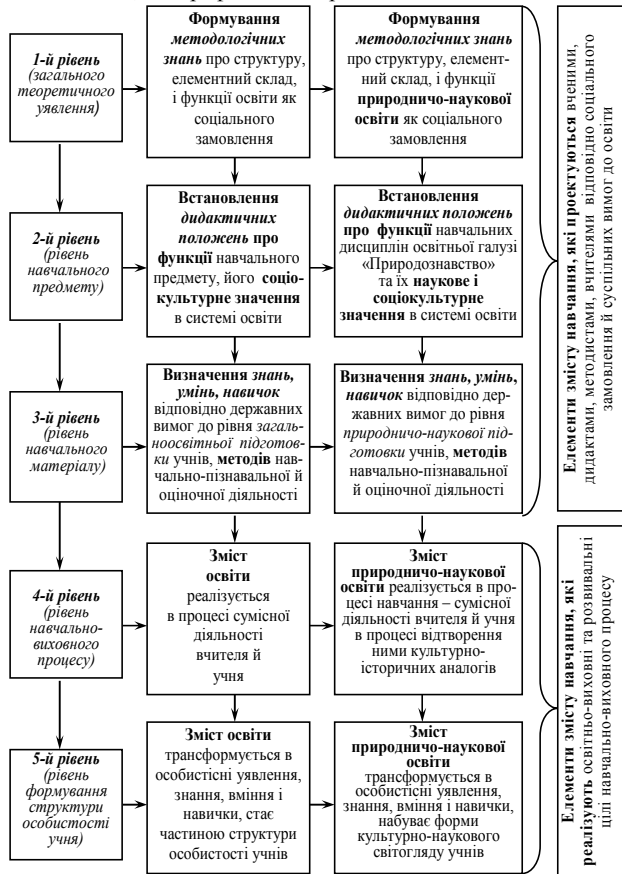 1-й рівень
(загального
теоретичного
уявлення)
Формування
методологічних
знань про структуру,
елементний склад,
і функції освіти як
соціального
замовлення
Формування
методологічних знань
про структуру, елемент-
ний склад, і функції
природничо-наукової
освіти як соціального
замовлення
2-й рівень
(рівень
навчального
предмету)
Встановлення
дидактичних
положень про
функції навчального
предмету, його соціо-
культурне значення
в системі освіти
Встановлення
дидактичних положень
про функції навчальних
дисциплін освітньої галузі
«Природознавство»
та їх наукове і
соціокультурне
значення в системі освіти
3-й рівень
(рівень
навчального
матеріалу)
Визначення знань,
умінь, навичок
відповідно державних
вимог до рівня загаль-
ноосвітньої підготов-
ки учнів, методів нав-
чально-пізнавальної й
оціночної діяльності
Визначення знань, умінь,
навичок відповідно дер-
жавних вимог до рівня
природничо-наукової під-
готовки учнів, методів
навчально-пізнавальної
й оціночної діяльності
Елементи змісту навчання, які проектуються вченими,
дидактами, методистами, вчителями відповідно соціального
замовлення й суспільних вимог до освіти
4-й рівень
(рівень
навчально-
виховного
процесу)
Зміст
освіти
реалізується
в процесі сумісної
діяльності
вчителя й
учня
Зміст
природничо-наукової
освіти реалізується в про-
цесі навчання – сумісної
діяльності вчителя й учня
в процесі відтворення
ними культурно-
історичних аналогів
5-й рівень
(рівень
формування
структури
особистості
учня)
Зміст освіти
трансформується в
особистісні уявлення,
знання, вміння і
навички, стає
частиною структури
особистості учнів
Зміст
природничо-наукової
освіти
трансформується в
особистісні уявлення,
знання, вміння і навички,
набуває форми
культурно-наукового
світогляду учнів
Елементи змісту навчання, які
реалізують освітньо-виховні та розвивальні
цілі навчально-виховного процесу